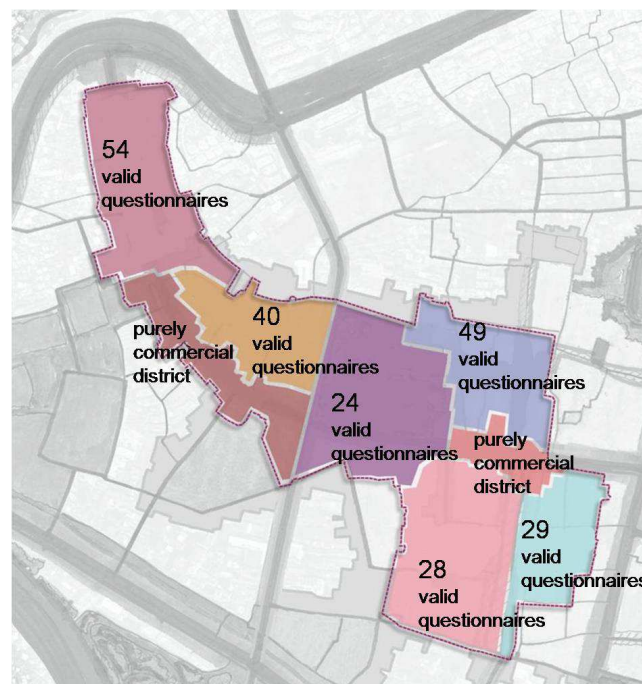 54
valid
questionnaires
purely
commercial
district
40
valid
questionnaires
49
valid
questionnaires
24
valid
questionnaires
purely
commercial
district
29
valid
questionnaires
28
valid
questionnaires